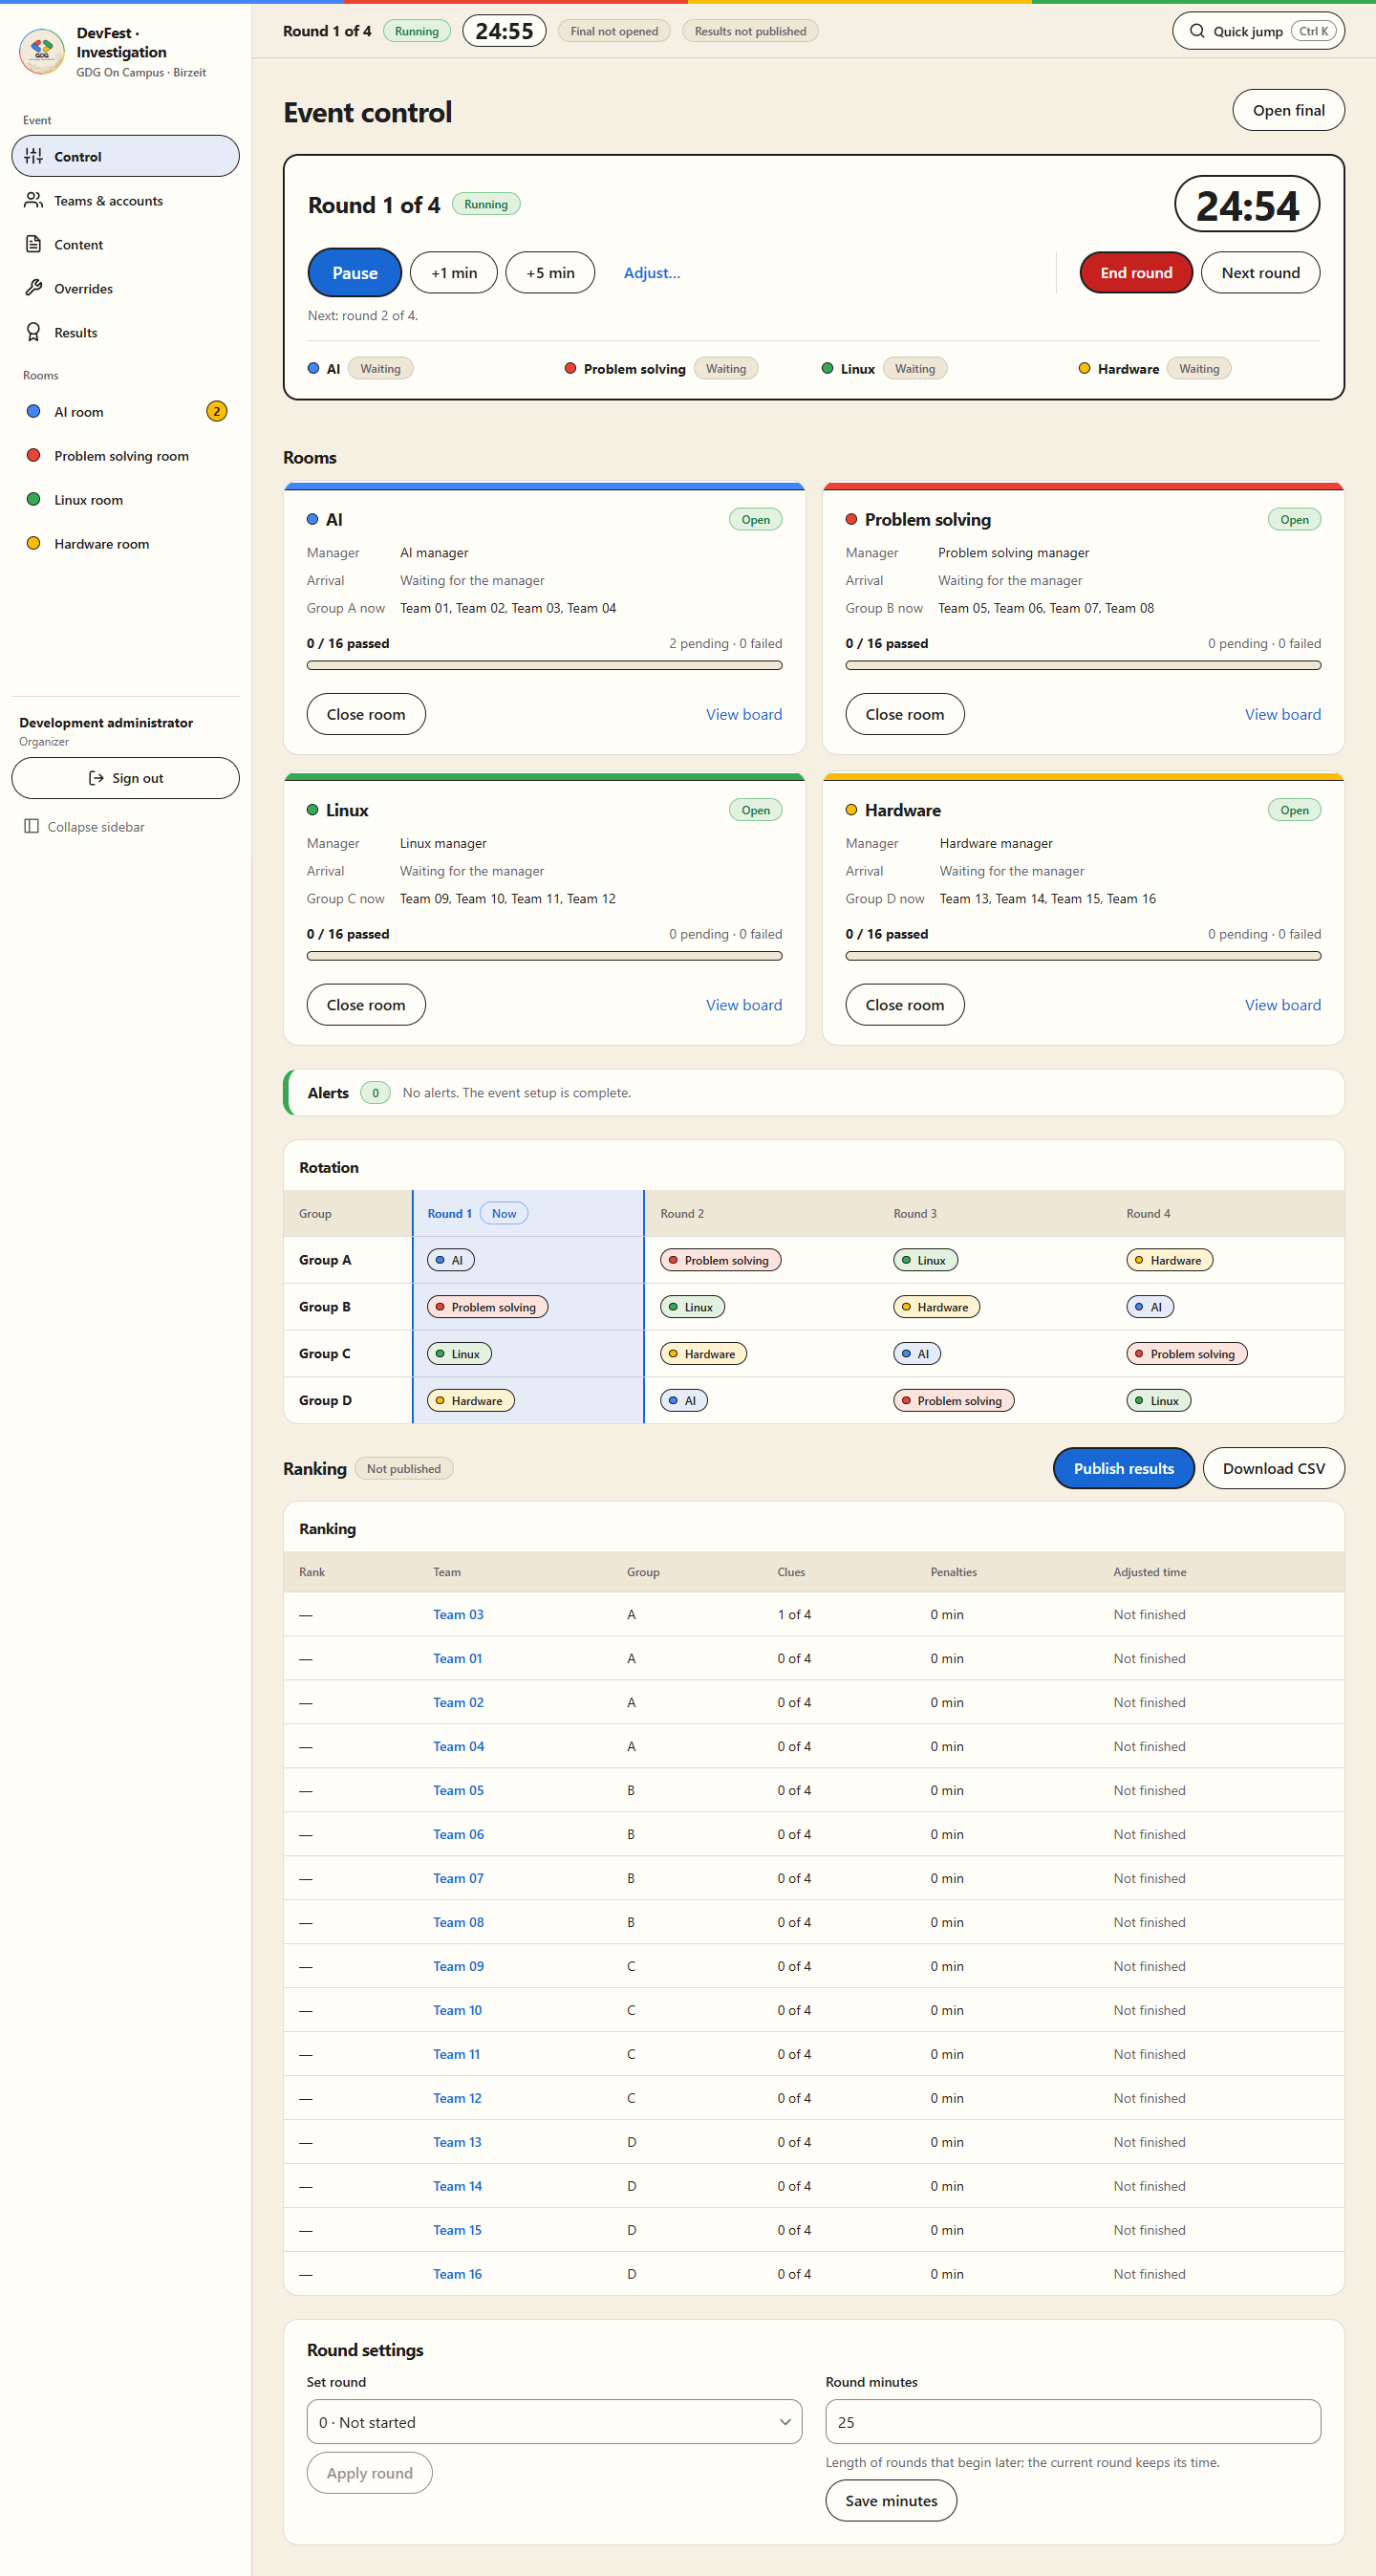 DevFest ·
Investigation
GDG On Campus · Birzeit
Event
Control
Teams & accounts
Content
Overrides
Results
Rooms
AI room 2
Problem solving room
Linux room
Hardware room
Development administrator
Organizer
Sign out
Collapse sidebar
Round 1 of 4 Running 24:55 Final not opened Results not published Quick jump Ctrl K
Event control Open final
Round 1 of 4 Running 24:54
Pause +1 min +5 min Adjust... End round Next round
Next: round 2 of 4.
AI Waiting Problem solving Waiting Linux Waiting Hardware Waiting
Rooms
AI Open
Manager AI manager
Arrival Waiting for the manager
Group A now Team 01, Team 02, Team 03, Team 04
0 / 16 passed 2 pending · 0 failed
Close room View board
Problem solving Open
Manager Problem solving manager
Arrival Waiting for the manager
Group B now Team 05, Team 06, Team 07, Team 08
0 / 16 passed 0 pending · 0 failed
Close room View board
Linux Open
Manager Linux manager
Arrival Waiting for the manager
Group C now Team 09, Team 10, Team 11, Team 12
0 / 16 passed 0 pending · 0 failed
Close room View board
Hardware Open
Manager Hardware manager
Arrival Waiting for the manager
Group D now Team 13, Team 14, Team 15, Team 16
0 / 16 passed 0 pending · 0 failed
Close room View board
Alerts 0 No alerts. The event setup is complete.
Rotation
Group Round 1 Now Round 2 Round 3 Round 4
Group A AI Problem solving Linux Hardware
Group B Problem solving Linux Hardware AI
Group C Linux Hardware AI Problem solving
Group D Hardware AI Problem solving Linux
Ranking Not published Publish results Download CSV
Ranking
Rank Team Group Clues Penalties Adjusted time
— Team 03 A 1 of 4 0 min Not finished
— Team 01 A 0 of 4 0 min Not finished
— Team 02 A 0 of 4 0 min Not finished
— Team 04 A 0 of 4 0 min Not finished
— Team 05 B 0 of 4 0 min Not finished
— Team 06 B 0 of 4 0 min Not finished
— Team 07 B 0 of 4 0 min Not finished
— Team 08 B 0 of 4 0 min Not finished
— Team 09 C 0 of 4 0 min Not finished
— Team 10 C 0 of 4 0 min Not finished
— Team 11 C 0 of 4 0 min Not finished
— Team 12 C 0 of 4 0 min Not finished
— Team 13 D 0 of 4 0 min Not finished
— Team 14 D 0 of 4 0 min Not finished
— Team 15 D 0 of 4 0 min Not finished
— Team 16 D 0 of 4 0 min Not finished
Round settings
Set round
0 · Not started
Apply round
Round minutes
25
Length of rounds that begin later; the current round keeps its time.
Save minutes